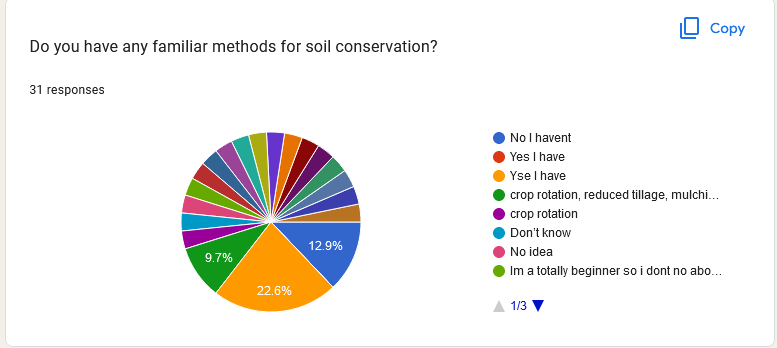 Copy
Do you have any familiar methods for soil conservation?
31 responses
No I havent
Yes I have
Yse I have
crop rotation, reduced tillage, mulchi...
crop rotation
Don't know
No idea
Im a totally beginner so i dont no abo...
12.9%
9.7%
22.6%
1/3